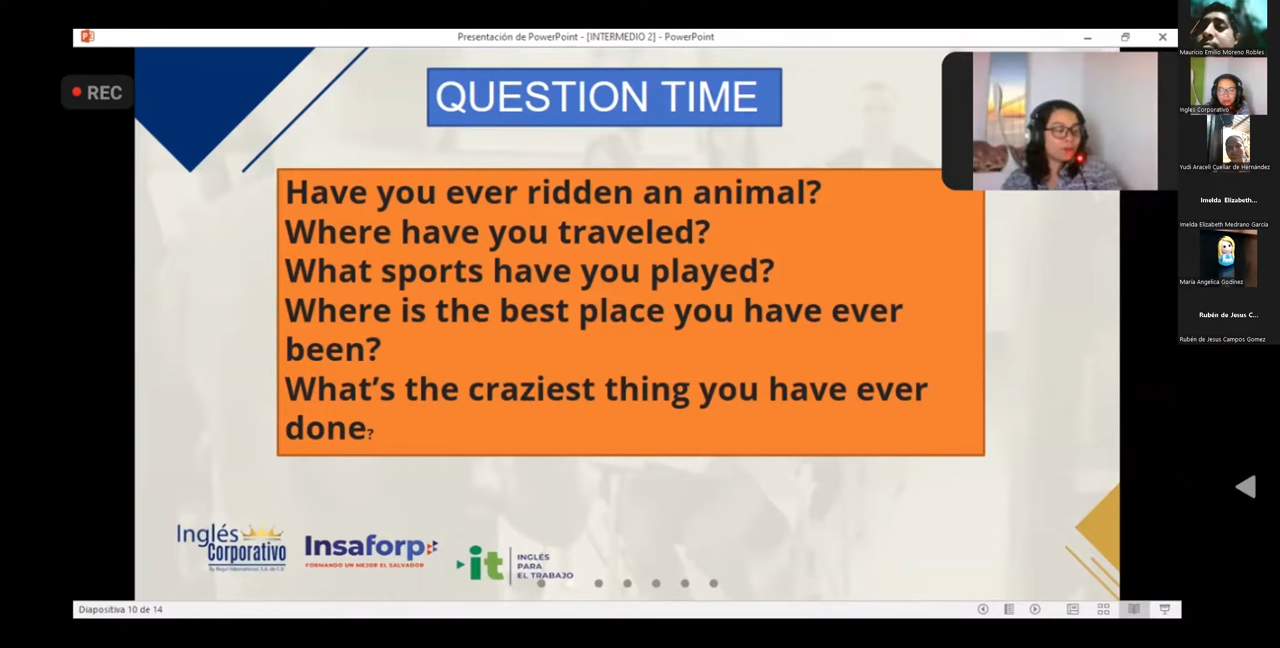 Presentación de PowerPoint - [INTERMEDIO 2] - PowerPoint
REC
QUESTION TIME
Have you ever ridden an animal?
Where have you traveled?
What sports have you played?
Where is the best place you have ever
been?
What's the craziest thing you have ever
done?
Inglés
Corporativo
Insaforp
FORMANDO UN MEJOR EL SALVADOR
it
INGLÉS
PARA
EL TRABAJO
Diapositiva 10 de 14
Mauricio Emilio Moreno Robles
Ingles Corporativo
Yudi Araceli Cuellar de Hernández
Imelda Elizabeth...
Imelda Elizabeth Medrano García
María Angelica Godínez
Rubén de Jesus C...
Rubén de Jesus Campos Gomez